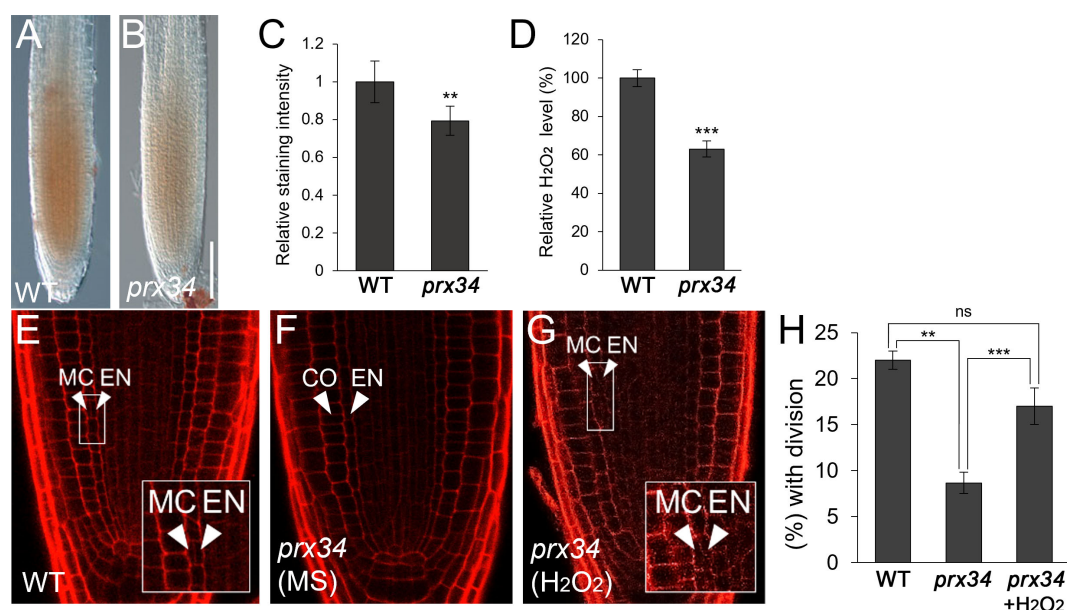 A
WT
B
prx34
C
Relative staining intensity
1.2
1
0.8
0.6
0.4
0.2
0
**
WT prx34
D
Relative H₂O₂ level (%)
120
100
80
60
40
20
0
***
WT prx34
E
MC EN
MC EN
WT
F
CO EN
prx34
(MS)
G
MC EN
MC EN
prx34
(H₂O₂)
H
(%) with division
25
20
15
10
5
0
ns
**
***
WT prx34 prx34
+H₂O₂